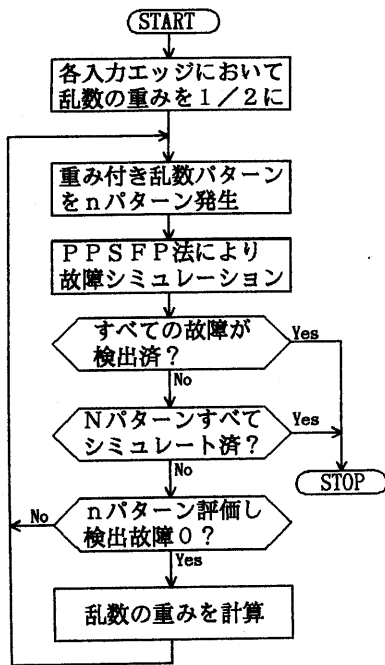 START
各入力エッジにおいて
乱数の重みを1／2に
重み付き乱数パターン
をnパターン発生
PPSFP法により
故障シミュレーション
すべての故障が
検出済？
Yes
No
Nパターンすべて
シミュレート済？
Yes
No
STOP
nパターン評価し
検出故障0？
No
Yes
乱数の重みを計算